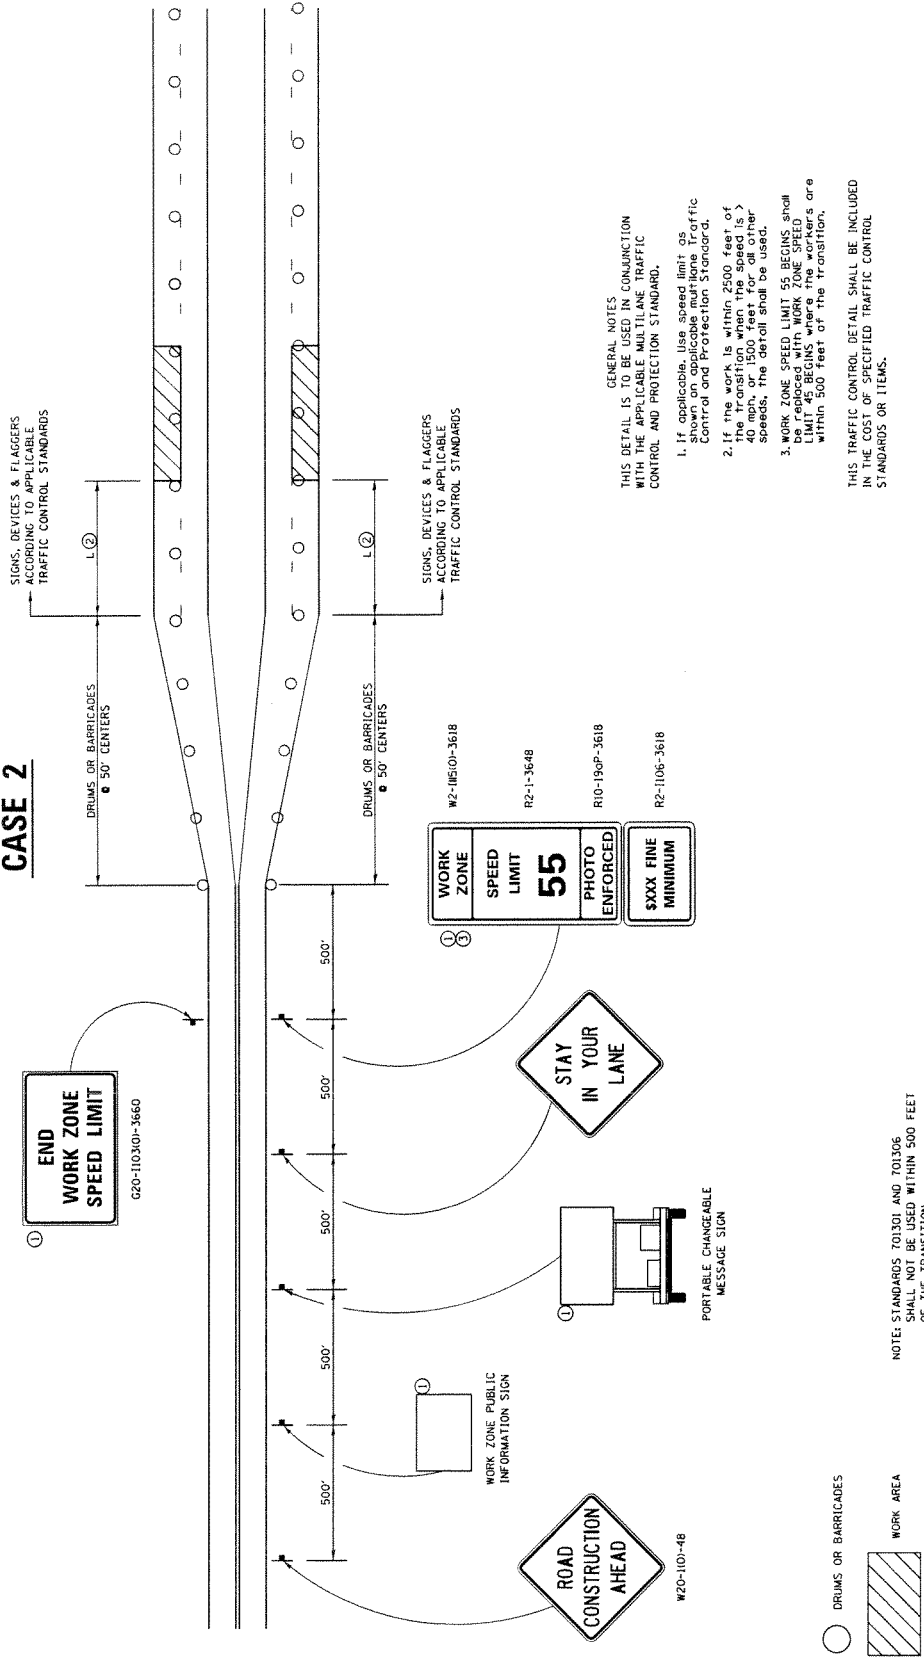 CASE 2
SIGNS, DEVICES & FLAGGERS
ACCORDING TO APPLICABLE
TRAFFIC CONTROL STANDARDS
DRUMS OR BARRICADES
@ 50' CENTERS
L ②
END
WORK ZONE
SPEED LIMIT
①
G20-I103(O)-3660
500'
500'
500'
500'
500'
DRUMS OR BARRICADES
@ 50' CENTERS
L ②
SIGNS, DEVICES & FLAGGERS
ACCORDING TO APPLICABLE
TRAFFIC CONTROL STANDARDS
ROAD
CONSTRUCTION
AHEAD
W20-1(O)-48
①
WORK ZONE PUBLIC
INFORMATION SIGN
①
PORTABLE CHANGEABLE
MESSAGE SIGN
STAY
IN YOUR
LANE
①
③
WORK
ZONE
SPEED
LIMIT
55
PHOTO
ENFORCED
$XXX FINE
MINIMUM
W2-I115(O)-3618
R2-1-3648
R10-I90P-3618
R2-I106-3618
GENERAL NOTES
THIS DETAIL IS TO BE USED IN CONJUNCTION
WITH THE APPLICABLE MULTILANE TRAFFIC
CONTROL AND PROTECTION STANDARD.
1. If applicable. Use speed limit as
shown on applicable multilane Traffic
Control and Protection Standard.
2. If the work is within 2500 feet of
the transition when the speed is >
40 mph, or 1500 feet for all other
speeds, the detail shall be used.
3. WORK ZONE SPEED LIMIT 55 BEGINS shall
be replaced with WORK ZONE SPEED
LIMIT 45 BEGINS where the workers are
within 500 feet of the transition.
THIS TRAFFIC CONTROL DETAIL SHALL BE INCLUDED
IN THE COST OF SPECIFIED TRAFFIC CONTROL
STANDARDS OR ITEMS.
DRUMS OR BARRICADES
WORK AREA
NOTE: STANDARDS 701301 AND 701306
SHALL NOT BE USED WITHIN 500 FEET
OF THE TRANSITION